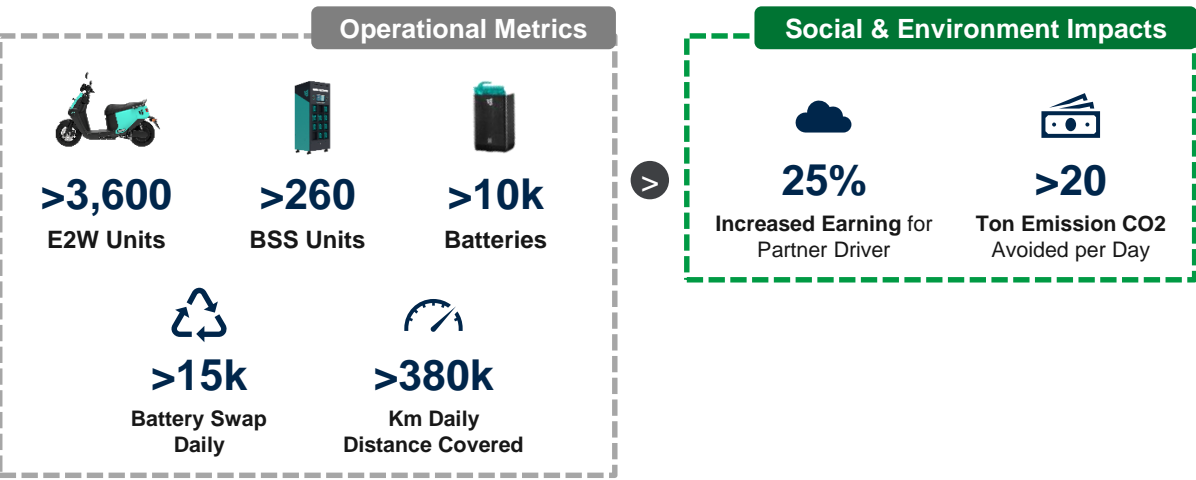 Operational Metrics
>3,600
E2W Units
>260
BSS Units
>10k
Batteries
>15k
Battery Swap
Daily
>380k
Km Daily
Distance Covered
>
Social & Environment Impacts
25%
Increased Earning for
Partner Driver
>20
Ton Emission CO2
Avoided per Day